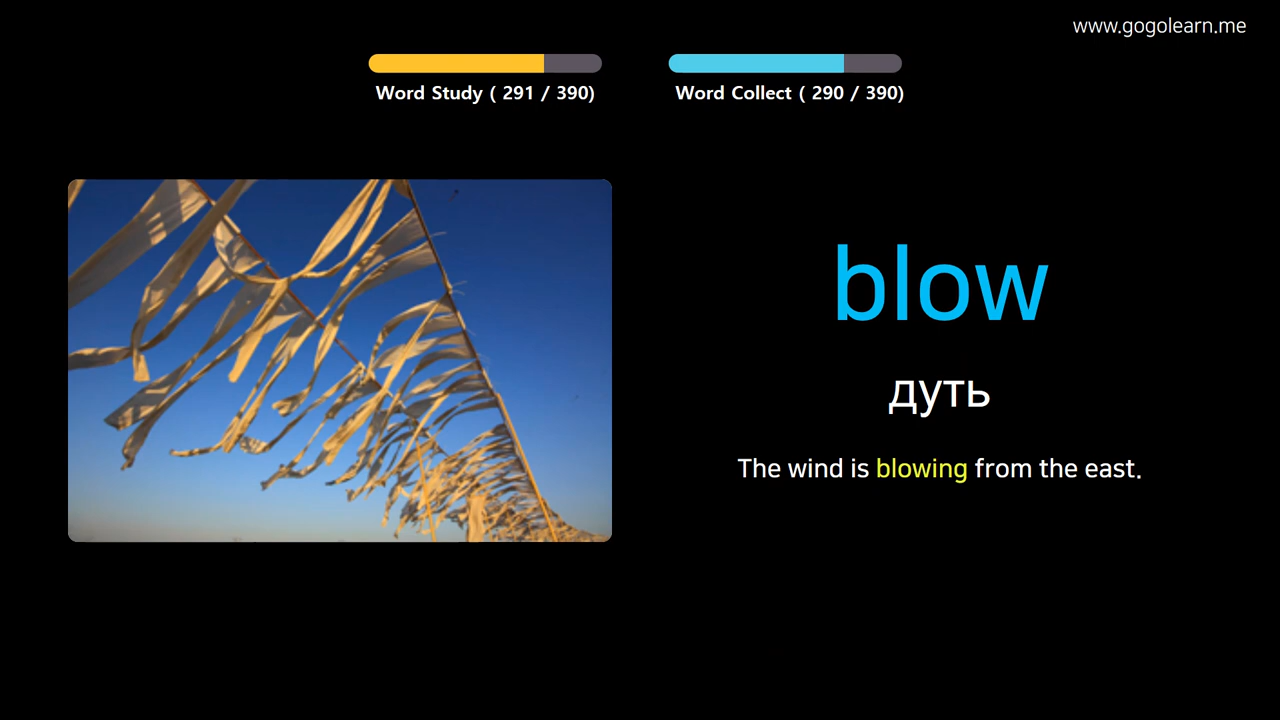 www.gogolearn.me
Word Study ( 291 / 390)
Word Collect ( 290 / 390)
blow
дуть
The wind is blowing from the east.